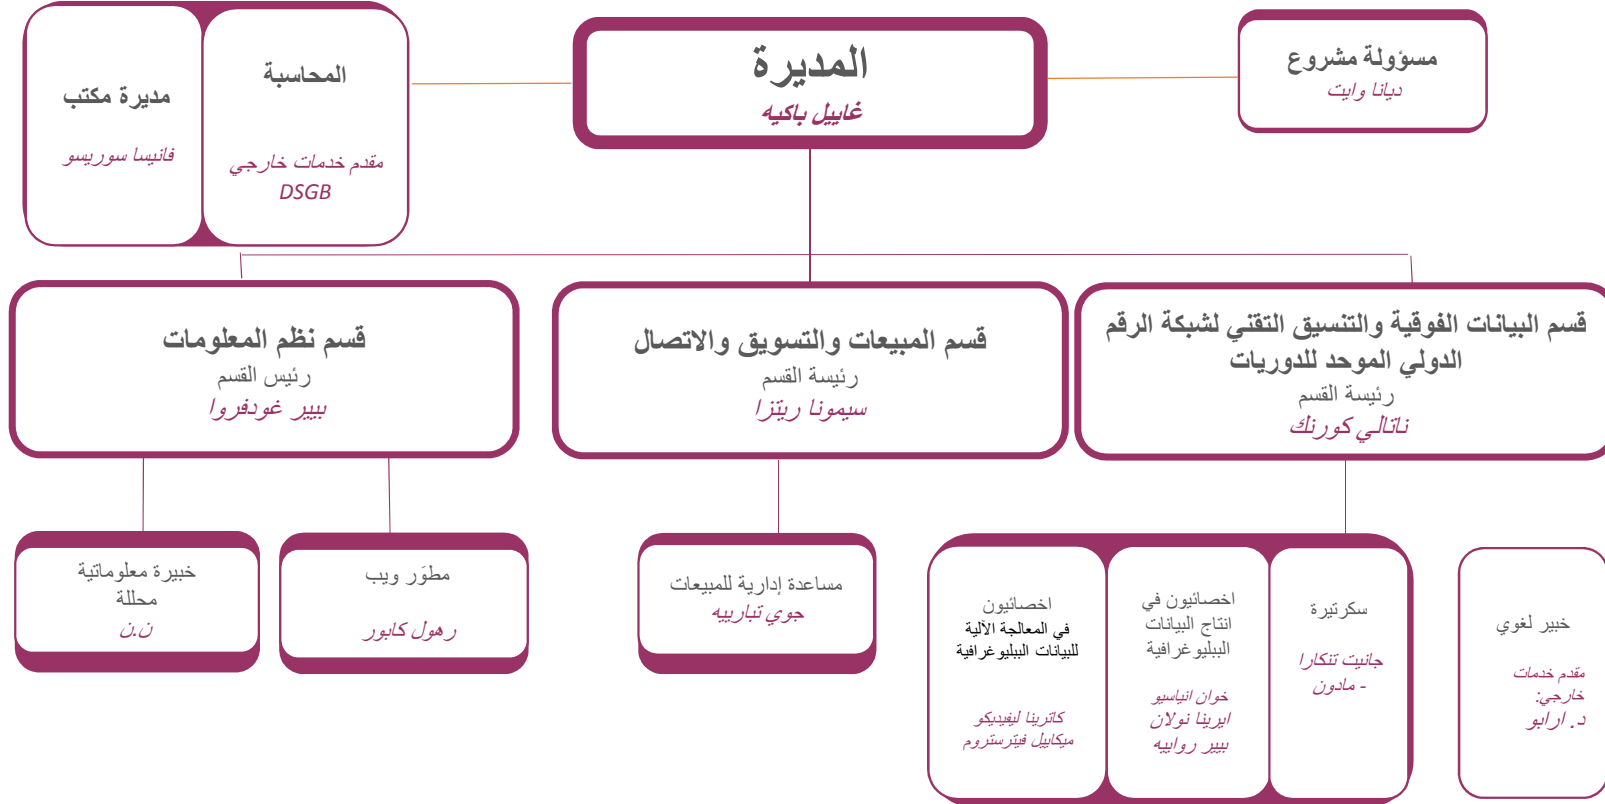 المديرة
غاييل باكيه
مسؤولة مشروع
ديانا وايت
المحاسبة
مقدم خدمات خارجي
DSGB
مديرة مكتب
فانيسا سوريسو
قسم البيانات الفوقية والتنسيق التقني لشبكة الرقم
الدولي الموحد للدوريات
رئيسة القسم
ناتالي كورنك
قسم المبيعات والتسويق والاتصال
رئيسة القسم
سيمونا ريتزا
قسم نظم المعلومات
رئيس القسم
بيير غودفروا
خبير لغوي
مقدم خدمات
خارجي:
د. ارابو
سكرتيرة
جانيت تنكارا
- مادون
اخصائيون في
انتاج البيانات
الببليوغرافية
خوان انياسيو
ايرينا نولان
بيير روابيه
اخصائيون
في المعالجة الآلية
للبيانات الببليوغرافية
كاترينا ليفيديكو
ميكاييل فيترستروم
مساعدة إدارية للمبيعات
جوي تبارييه
مطوَر ويب
رهول كابور
خبيرة معلوماتية
محللة
ن.ن